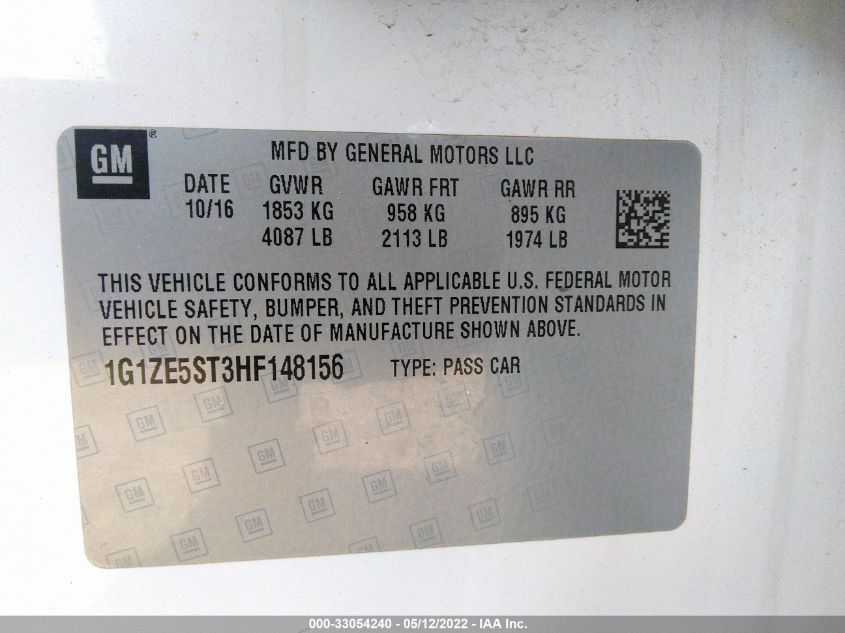 GM ®
MFD BY GENERAL MOTORS LLC
DATE GVWR GAWR FRT GAWR RR
10/16 1853 KG 958 KG 895 KG
4087 LB 2113 LB 1974 LB
THIS VEHICLE CONFORMS TO ALL APPLICABLE U.S. FEDERAL MOTOR
VEHICLE SAFETY, BUMPER, AND THEFT PREVENTION STANDARDS IN
EFFECT ON THE DATE OF MANUFACTURE SHOWN ABOVE.
1G1ZE5ST3HF148156 TYPE: PASS CAR
000-33054240 - 05/12/2022 - IAA Inc.